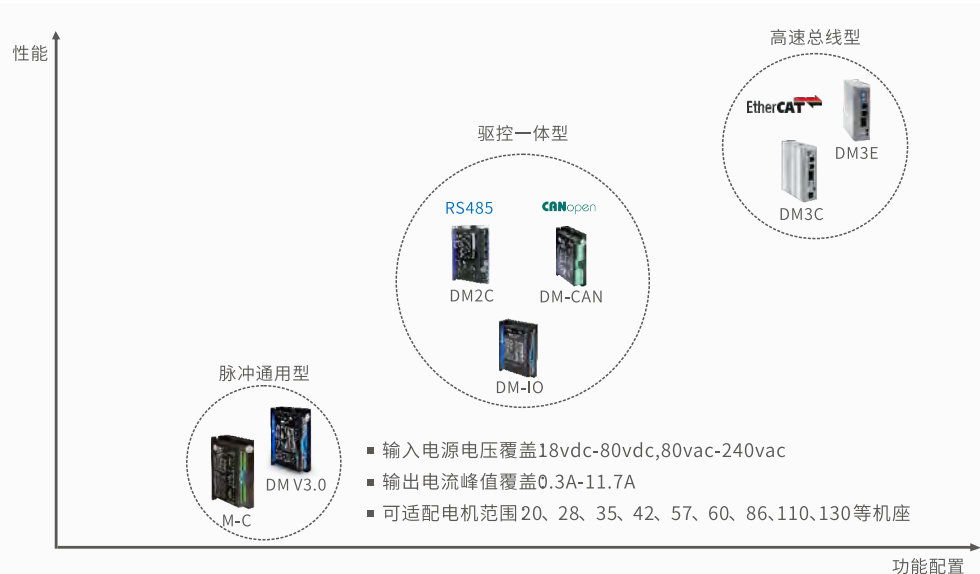 高速总线型
性能
EtherCAT
驱控一体型
DM3E
RS485
CANopen
DM3C
DM2C
DM-CAN
脉冲通用型
DM-IO
输入电源电压覆盖18vdc-80vdc,80vac-240vac
DM V3.0
输出电流峰值覆盖0.3A-11.7A
M-C
可适配电机范围20、28、35、42、57、60、86、110、130等机座
功能配置